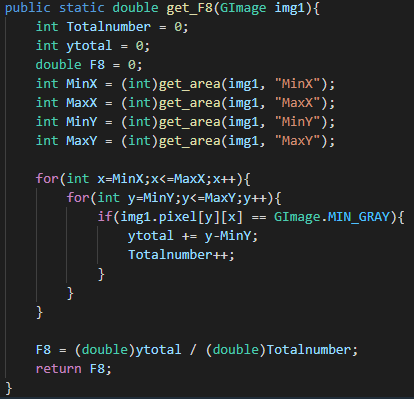 public static double get_F8(GImage img1){
    int Totalnumber = 0;
    int ytotal = 0;
    double F8 = 0;
    int MinX = (int)get_area(img1, "MinX");
    int MaxX = (int)get_area(img1, "MaxX");
    int MinY = (int)get_area(img1, "MinY");
    int MaxY = (int)get_area(img1, "MaxY");

    for(int x=MinX;x<=MaxX;x++){
        for(int y=MinY;y<=MaxY;y++){
            if(img1.pixel[y][x] == GImage.MIN_GRAY){
                ytotal += y-MinY;
                Totalnumber++;
            }
        }
    }

    F8 = (double)ytotal / (double)Totalnumber;
    return F8;
}